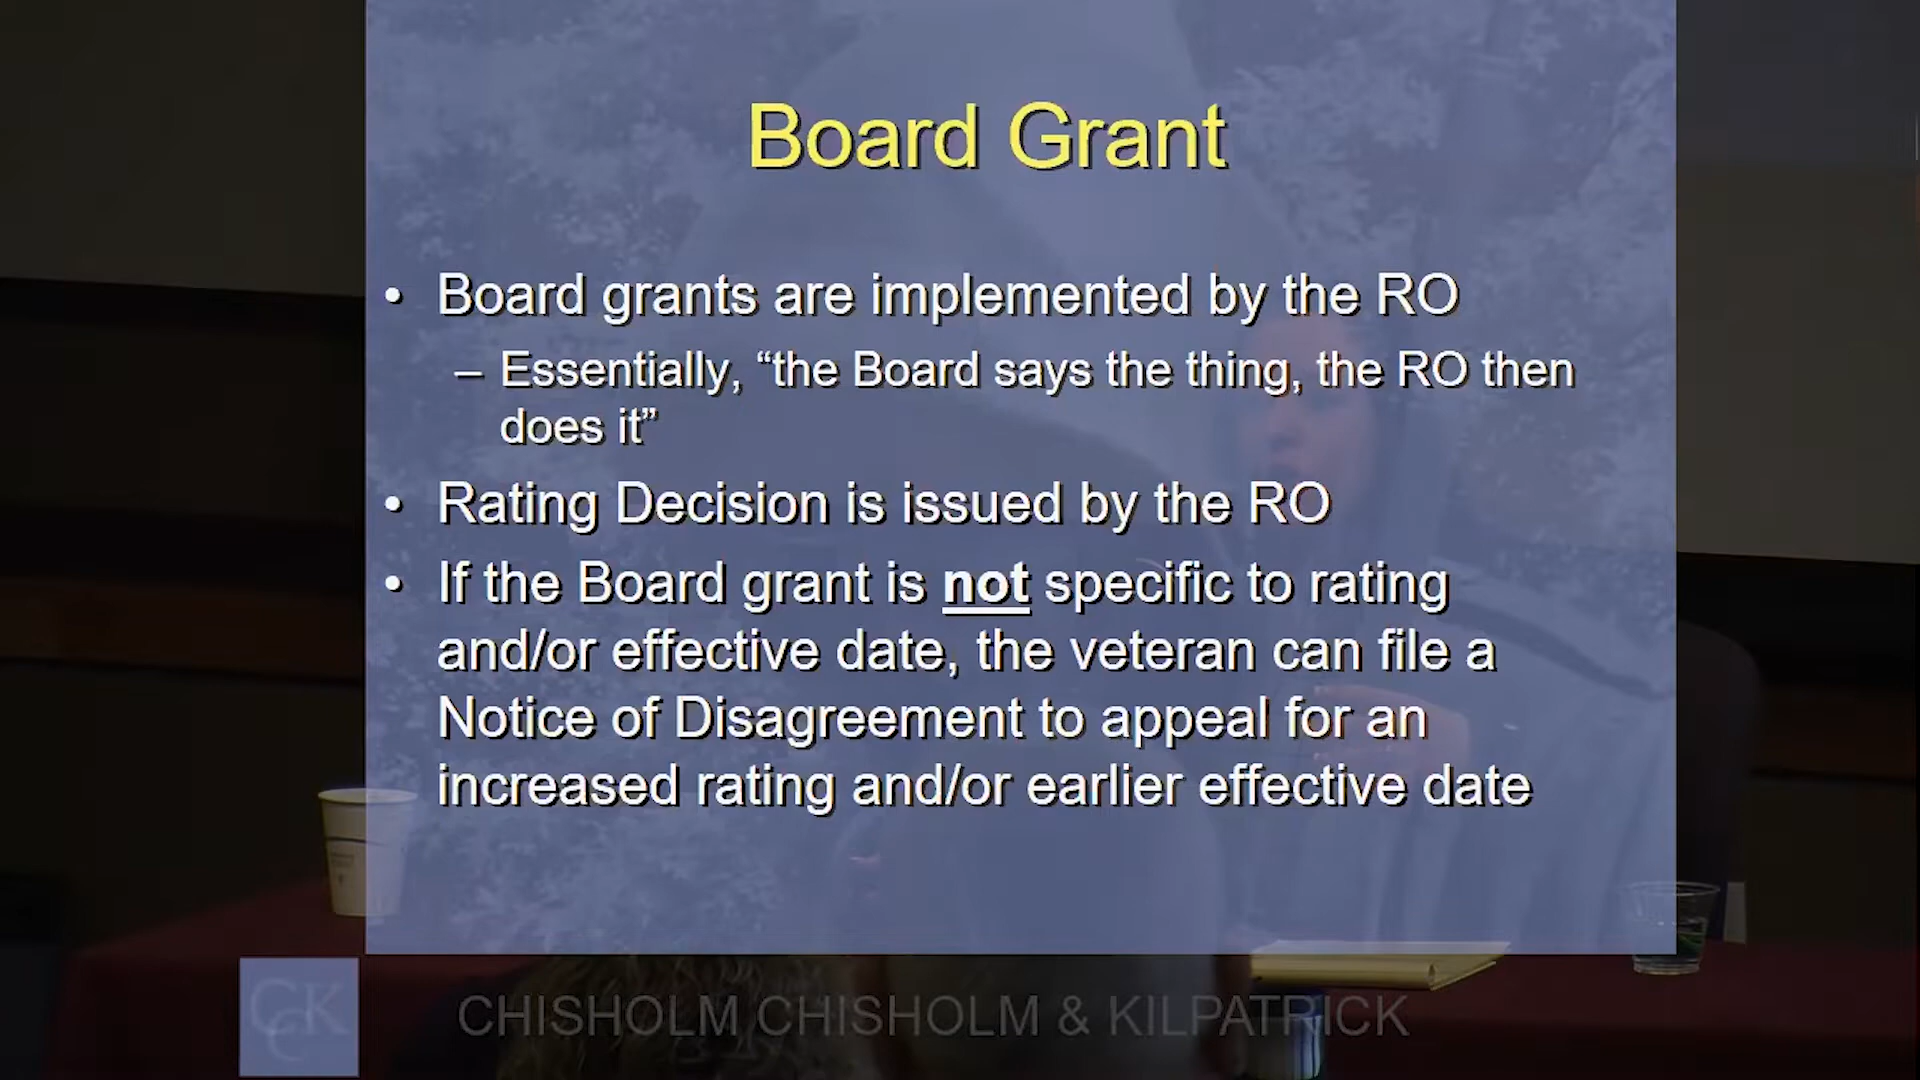 Board Grant
• Board grants are implemented by the RO
– Essentially, “the Board says the thing, the RO then
does it”
• Rating Decision is issued by the RO
• If the Board grant is not specific to rating
and/or effective date, the veteran can file a
Notice of Disagreement to appeal for an
increased rating and/or earlier effective date
CCK
CHISHOLM CHISHOLM & KILPATRICK